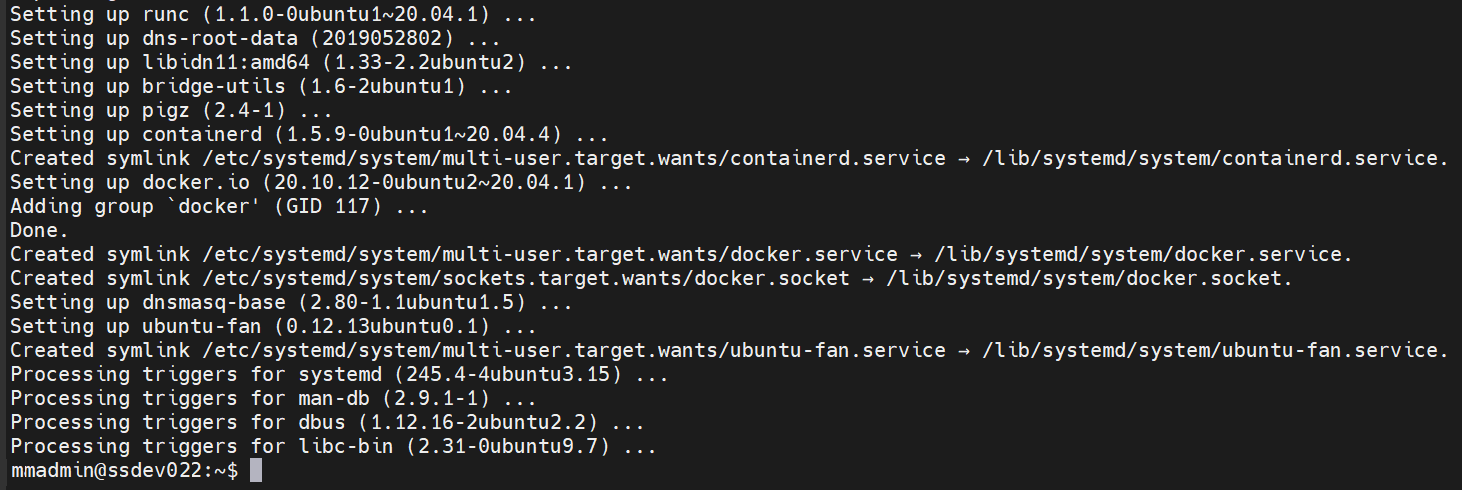 Setting up runc (1.1.0-0ubuntu1~20.04.1) ...
Setting up dns-root-data (2019052802) ...
Setting up libidn11:amd64 (1.33-2.2ubuntu2) ...
Setting up bridge-utils (1.6-2ubuntu1) ...
Setting up pigz (2.4-1) ...
Setting up containerd (1.5.9-0ubuntu1~20.04.4) ...
Created symlink /etc/systemd/system/multi-user.target.wants/containerd.service → /lib/systemd/system/containerd.service.
Setting up docker.io (20.10.12-0ubuntu2~20.04.1) ...
Adding group `docker' (GID 117) ...
Done.
Created symlink /etc/systemd/system/multi-user.target.wants/docker.service → /lib/systemd/system/docker.service.
Created symlink /etc/systemd/system/sockets.target.wants/docker.socket → /lib/systemd/system/docker.socket.
Setting up dnsmasq-base (2.80-1.1ubuntu1.5) ...
Setting up ubuntu-fan (0.12.13ubuntu0.1) ...
Created symlink /etc/systemd/system/multi-user.target.wants/ubuntu-fan.service → /lib/systemd/system/ubuntu-fan.service.
Processing triggers for systemd (245.4-4ubuntu3.15) ...
Processing triggers for man-db (2.9.1-1) ...
Processing triggers for dbus (1.12.16-2ubuntu2.2) ...
Processing triggers for libc-bin (2.31-0ubuntu9.7) ...
mmadmin@ssdev022:~$